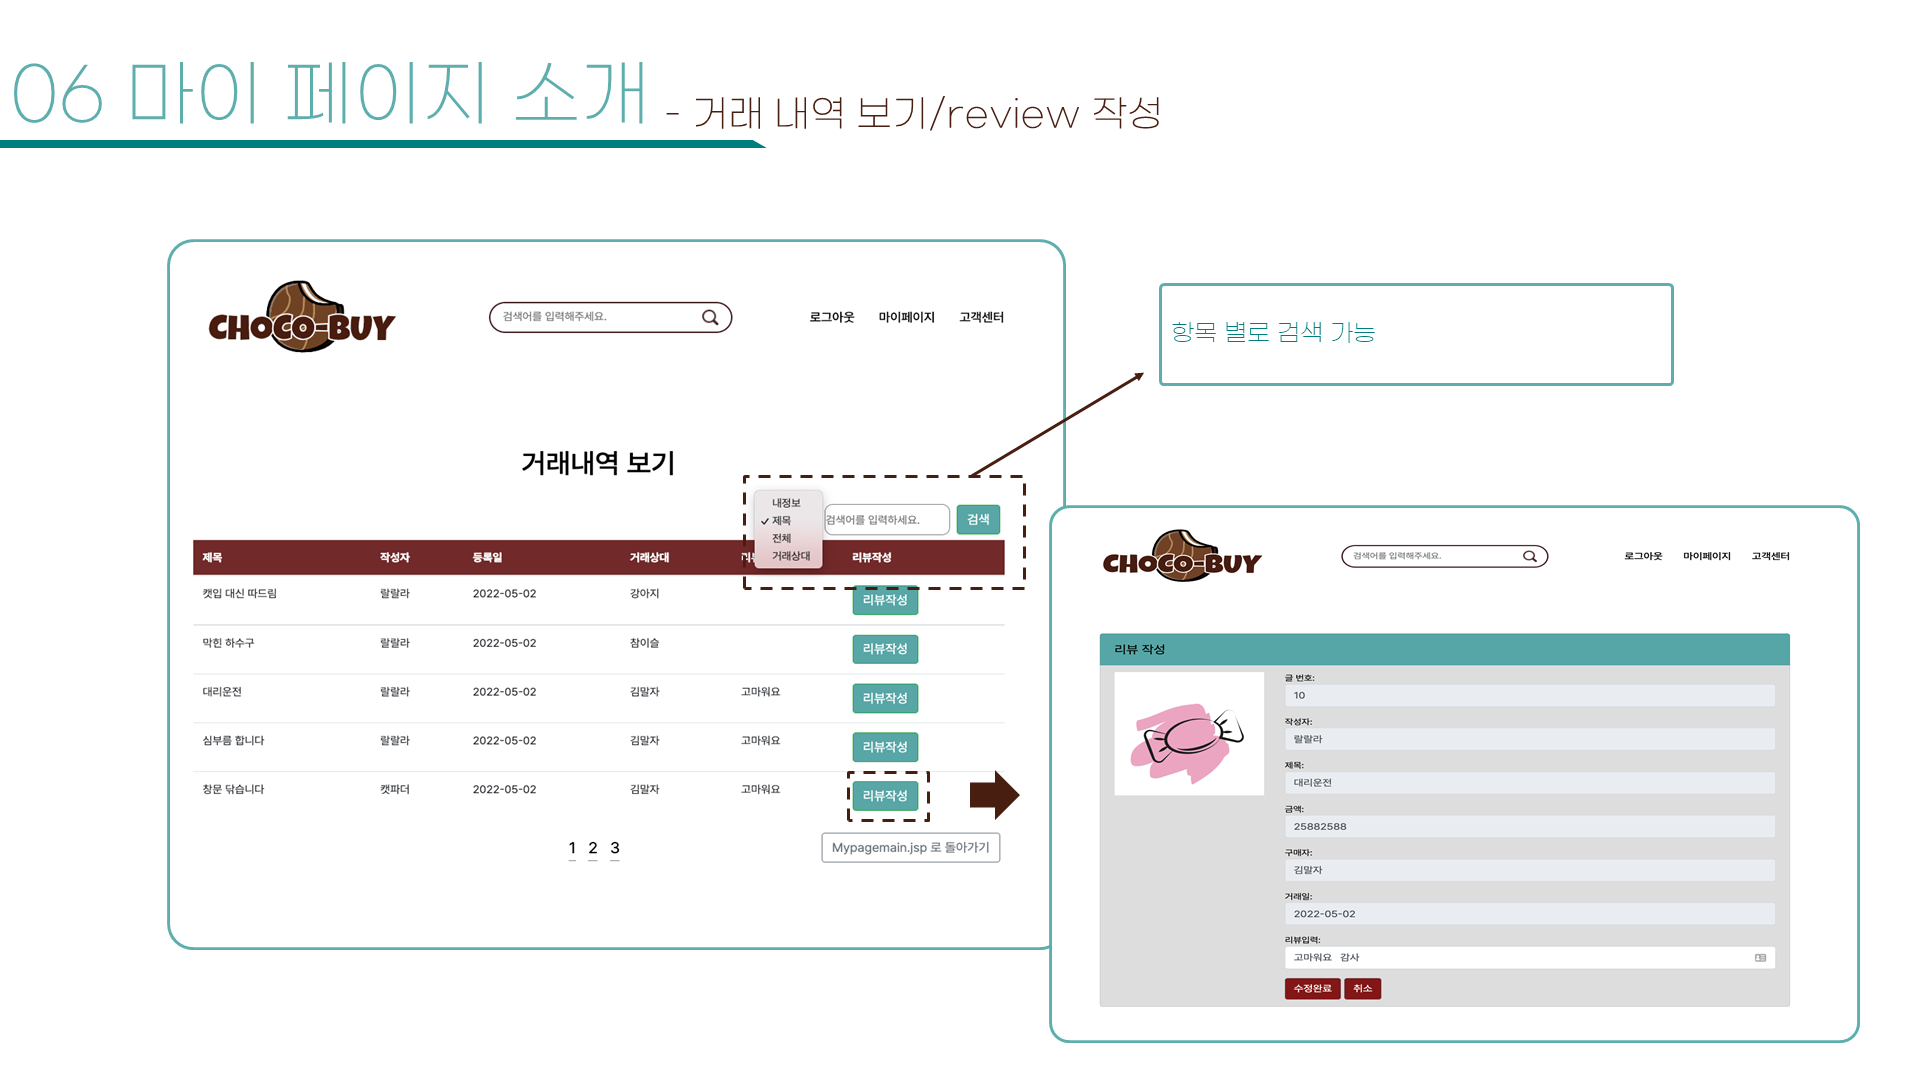 06 마이 페이지 소개 - 거래 내역 보기/review 작성
CHOCO-BUY
검색어를 입력해주세요.
로그아웃 마이페이지 고객센터
항목 별로 검색 가능
거래내역 보기
내정보
✓ 제목
전체
거래상대
검색어를 입력하세요.
검색
제목 작성자 등록일 거래상대 리뷰작성
캣입 대신 따드림 랄랄라 2022-05-02 강아지 리뷰작성
막힌 하수구 랄랄라 2022-05-02 참이슬 리뷰작성
대리운전 랄랄라 2022-05-02 김말자 고마워요 리뷰작성
심부름 합니다 랄랄라 2022-05-02 김말자 고마워요 리뷰작성
창문 닦습니다 캣파더 2022-05-02 김말자 고마워요 리뷰작성
1 2 3
Mypagemain.jsp 로 돌아가기
CHOCO-BUY
검색어를 입력해주세요.
로그아웃 마이페이지 고객센터
리뷰 작성
글 번호:
10
작성자:
랄랄라
제목:
대리운전
금액:
25882588
구매자:
김말자
거래일:
2022-05-02
리뷰입력:
고마워요 감사
수정완료 취소